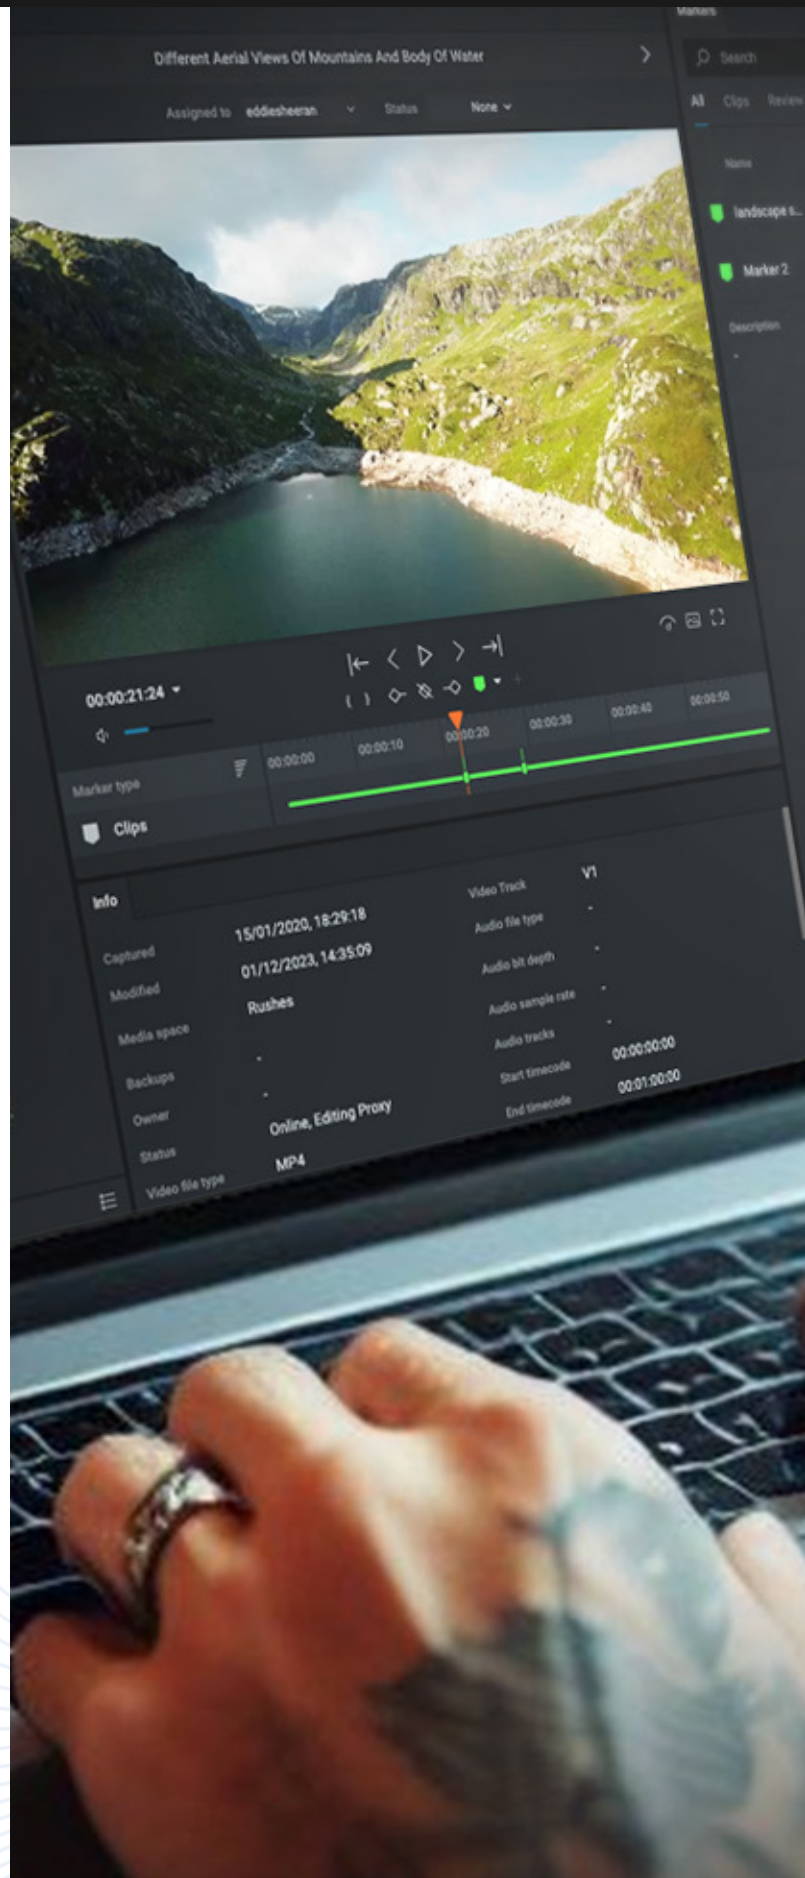 Markers
Different Aerial Views Of Mountains And Body Of Water
Search
Assigned to eddiesheeran Status None
All Clips Review
Name
landscape s...
Marker 2
Description
-
00:00:21:24
Marker type
00:00:00 00:00:10 00:00:20 00:00:30 00:00:40 00:00:50
Clips
Info
Captured 15/01/2020, 18:29:18
Modified 01/12/2023, 14:35:09
Media space Rushes
Backups -
Owner -
Status Online, Editing Proxy
Video file type MP4
Video Track V1
Audio file type -
Audio bit depth -
Audio sample rate -
Audio tracks -
Start timecode 00:00:00:00
End timecode 00:01:00:00